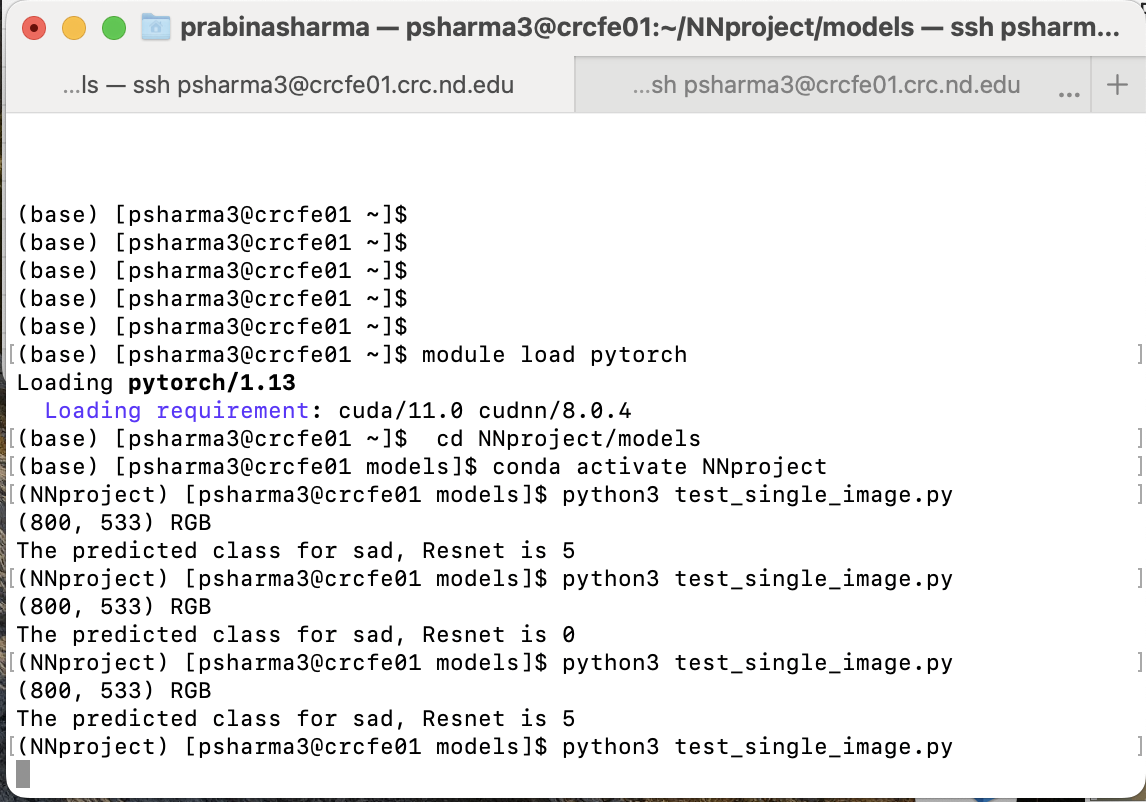 prabinasharma — psharma3@crcfe01:~/NNproject/models — ssh psharm...
...ls — ssh psharma3@crcfe01.crc.nd.edu
...sh psharma3@crcfe01.crc.nd.edu ... +
(base) [psharma3@crcfe01 ~]$
(base) [psharma3@crcfe01 ~]$
(base) [psharma3@crcfe01 ~]$
(base) [psharma3@crcfe01 ~]$
(base) [psharma3@crcfe01 ~]$
[(base) [psharma3@crcfe01 ~]$ module load pytorch ]
Loading pytorch/1.13
  Loading requirement: cuda/11.0 cudnn/8.0.4
[(base) [psharma3@crcfe01 ~]$  cd NNproject/models ]
[(base) [psharma3@crcfe01 models]$ conda activate NNproject ]
[(NNproject) [psharma3@crcfe01 models]$ python3 test_single_image.py ]
(800, 533) RGB
The predicted class for sad, Resnet is 5
[(NNproject) [psharma3@crcfe01 models]$ python3 test_single_image.py ]
(800, 533) RGB
The predicted class for sad, Resnet is 0
[(NNproject) [psharma3@crcfe01 models]$ python3 test_single_image.py ]
(800, 533) RGB
The predicted class for sad, Resnet is 5
[(NNproject) [psharma3@crcfe01 models]$ python3 test_single_image.py ]